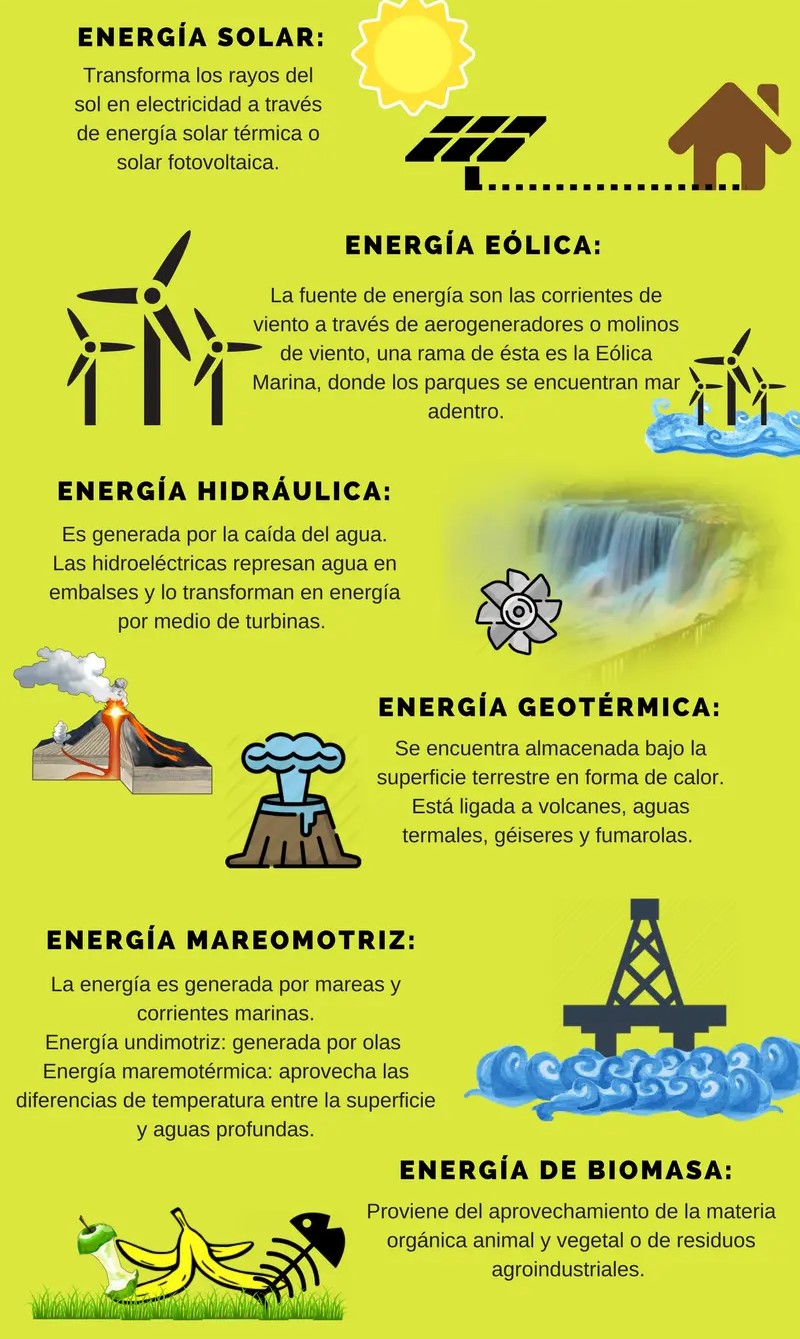 ENERGÍA SOLAR:
Transforma los rayos del
sol en electricidad a través
de energía solar térmica o
solar fotovoltaica.
ENERGÍA EÓLICA:
La fuente de energía son las corrientes de
viento a través de aerogeneradores o molinos
de viento, una rama de ésta es la Eólica
Marina, donde los parques se encuentran mar
adentro.
ENERGÍA HIDRÁULICA:
Es generada por la caída del agua.
Las hidroeléctricas represan agua en
embalses y lo transforman en energía
por medio de turbinas.
ENERGÍA GEOTÉRMICA:
Se encuentra almacenada bajo la
superficie terrestre en forma de calor.
Está ligada a volcanes, aguas
termales, géiseres y fumarolas.
ENERGÍA MAREOMOTRIZ:
La energía es generada por mareas y
corrientes marinas.
Energía undimotriz: generada por olas
Energía maremotérmica: aprovecha las
diferencias de temperatura entre la superficie
y aguas profundas.
ENERGÍA DE BIOMASA:
Proviene del aprovechamiento de la materia
orgánica animal y vegetal o de residuos
agroindustriales.